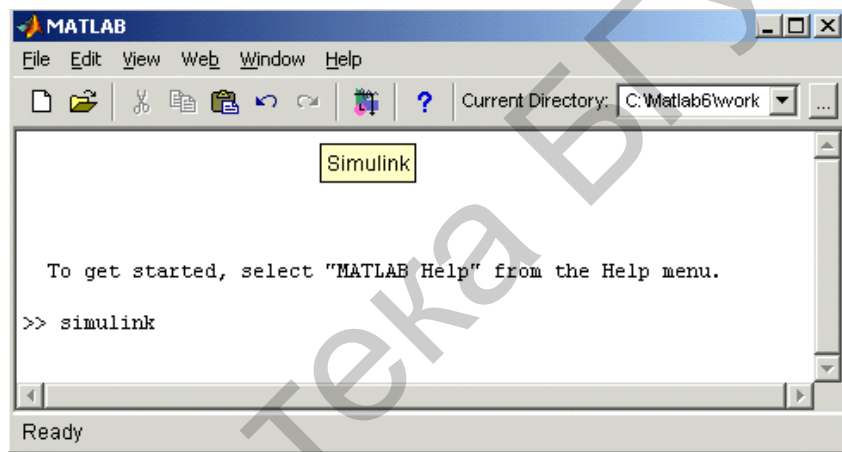 MATLAB
File Edit View Web Window Help
? Current Directory: C:\Matlab6\work ...
Simulink
To get started, select "MATLAB Help" from the Help menu.
>> simulink
Ready
тека БГУ